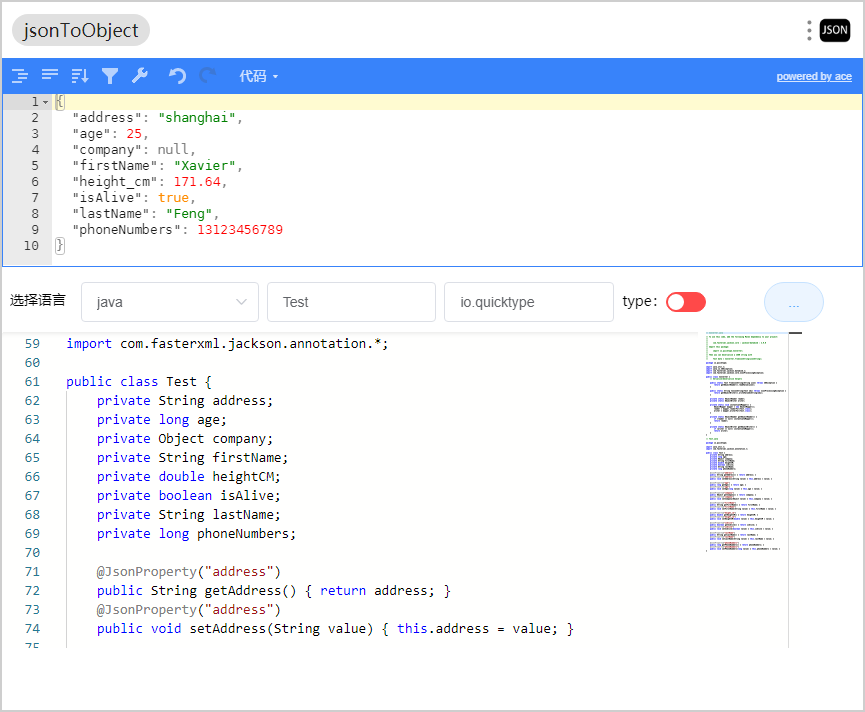 jsonToObject
JSON
代码
powered by ace
1 {
2 "address": "shanghai",
3 "age": 25,
4 "company": null,
5 "firstName": "Xavier",
6 "height_cm": 171.64,
7 "isAlive": true,
8 "lastName": "Feng",
9 "phoneNumbers": 13123456789
10 }
选择语言 java Test io.quicktype type: ...
59 import com.fasterxml.jackson.annotation.*;
60
61 public class Test {
62 private String address;
63 private long age;
64 private Object company;
65 private String firstName;
66 private double heightCM;
67 private boolean isAlive;
68 private String lastName;
69 private long phoneNumbers;
70
71 @JsonProperty("address")
72 public String getAddress() { return address; }
73 @JsonProperty("address")
74 public void setAddress(String value) { this.address = value; }
75